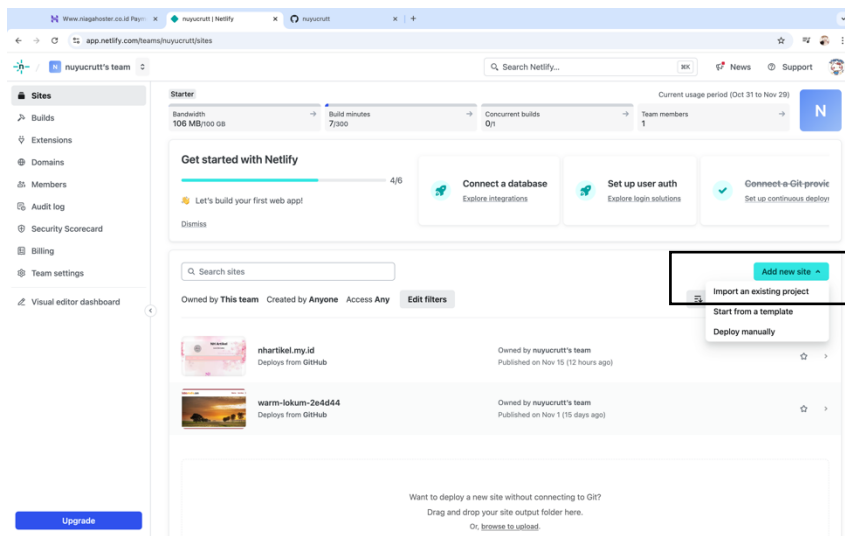 Www.niagahoster.co.id Paym
nuyucrutt | Netlify
nuyucrutt
app.netlify.com/teams/nuyucrutt/sites
N nuyucrutt's team
Search Netlify...
⌘K
News
Support
Sites
Builds
Extensions
Domains
Members
Audit log
Security Scorecard
Billing
Team settings
Visual editor dashboard
Upgrade
Starter
Current usage period (Oct 31 to Nov 29)
Bandwidth
106 MB/100 GB
Build minutes
7/300
Concurrent builds
0/1
Team members
1
N
Get started with Netlify
4/6
Let's build your first web app!
Dismiss
Connect a database
Explore integrations
Set up user auth
Explore login solutions
Connect a Git provic
Set up continuous deploy
Search sites
Add new site
Import an existing project
Start from a template
Deploy manually
Owned by This team Created by Anyone Access Any Edit filters
nhartikel.my.id
Deploys from GitHub
Owned by nuyucrutt's team
Published on Nov 15 (12 hours ago)
warm-lokum-2e4d44
Deploys from GitHub
Owned by nuyucrutt's team
Published on Nov 1 (15 days ago)
Want to deploy a new site without connecting to Git?
Drag and drop your site output folder here.
Or, browse to upload.